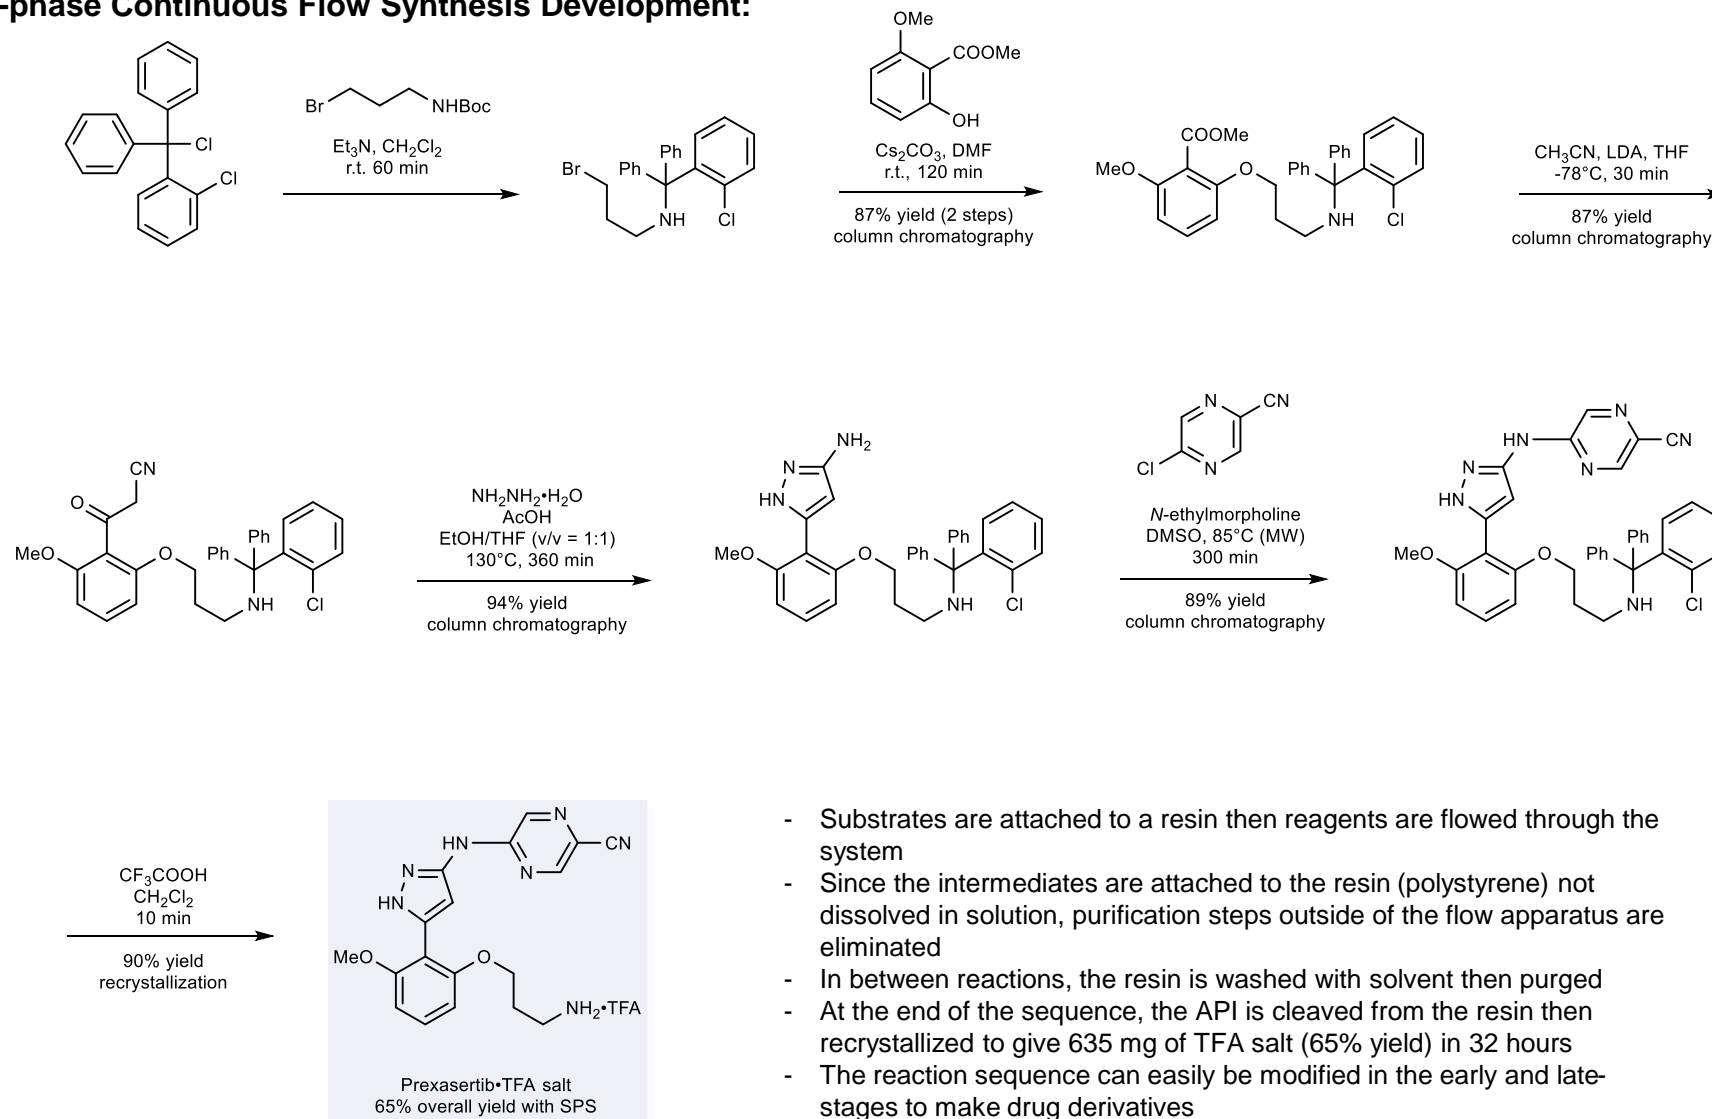 -phase Continuous Flow Synthesis Development:
Cl
Cl
Br
NHBoc
Et3N, CH2Cl2
r.t. 60 min
Br
Ph
Ph
NH
Cl
OMe
COOMe
OH
Cs2CO3, DMF
r.t., 120 min
87% yield (2 steps)
column chromatography
COOMe
MeO
O
Ph
Ph
NH
Cl
CH3CN, LDA, THF
-78°C, 30 min
87% yield
column chromatography
CN
O
MeO
O
Ph
Ph
NH
Cl
NH2NH2•H2O
AcOH
EtOH/THF (v/v = 1:1)
130°C, 360 min
94% yield
column chromatography
NH2
N
HN
MeO
O
Ph
Ph
NH
Cl
N
CN
Cl
N
N-ethylmorpholine
DMSO, 85°C (MW)
300 min
89% yield
column chromatography
HN
N
CN
N
N
HN
MeO
O
Ph
Ph
NH
Cl
CF3COOH
CH2Cl2
10 min
90% yield
recrystallization
HN
N
CN
N
N
HN
MeO
O
NH2•TFA
Prexasertib•TFA salt
65% overall yield with SPS
- Substrates are attached to a resin then reagents are flowed through the
system
- Since the intermediates are attached to the resin (polystyrene) not
dissolved in solution, purification steps outside of the flow apparatus are
eliminated
- In between reactions, the resin is washed with solvent then purged
- At the end of the sequence, the API is cleaved from the resin then
recrystallized to give 635 mg of TFA salt (65% yield) in 32 hours
- The reaction sequence can easily be modified in the early and late-
stages to make drug derivatives